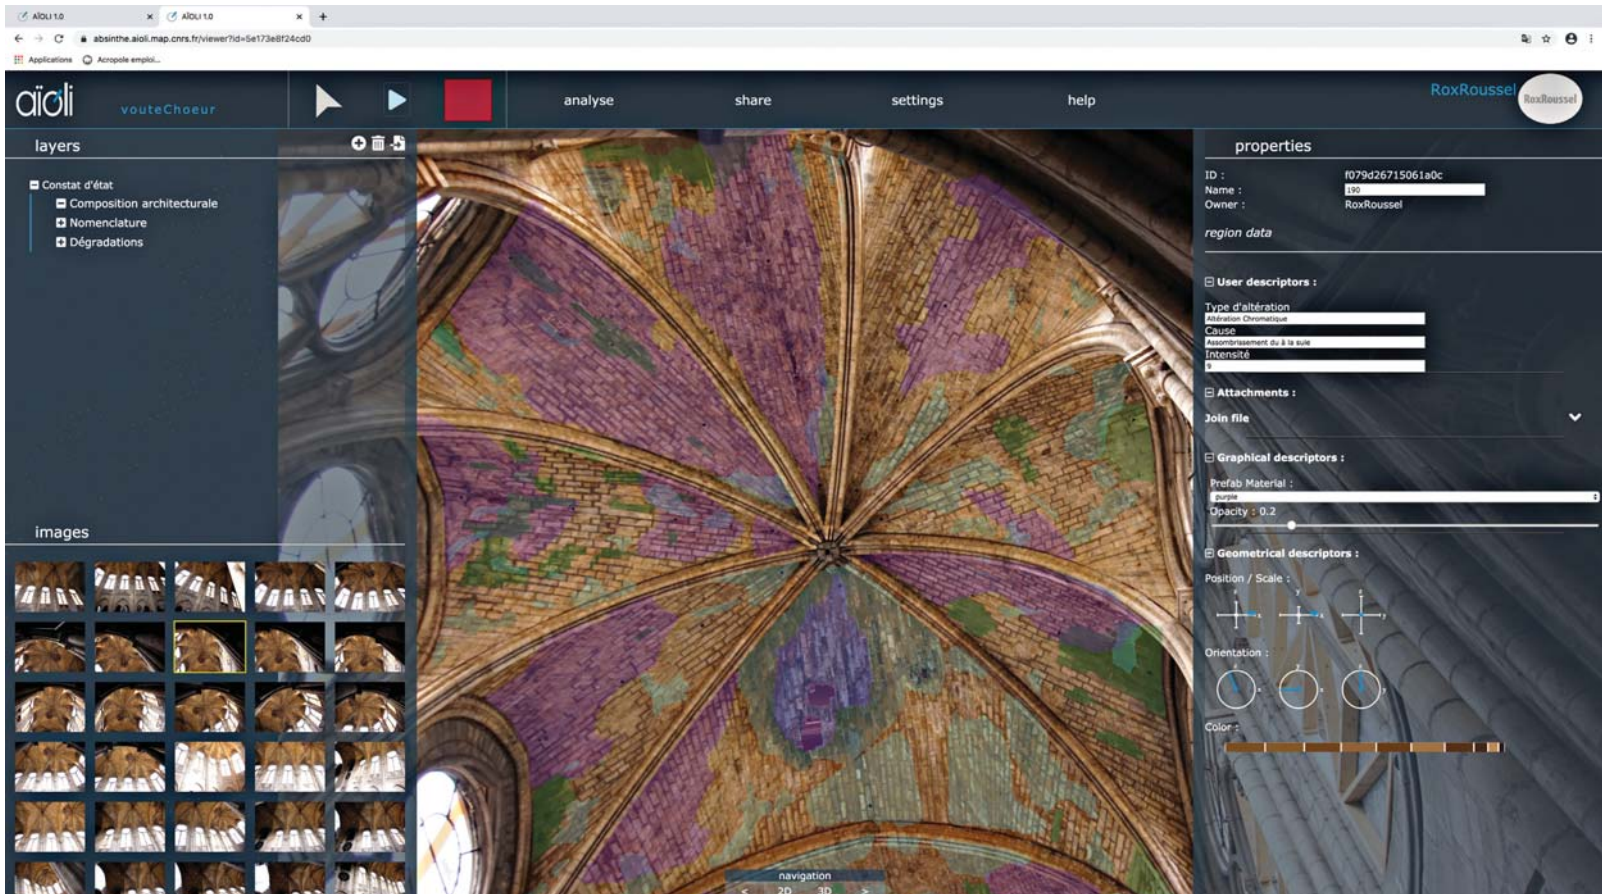 AÏOLI 1.0
AÏOLI 1.0
absinthe.aioli.map.cnrs.fr/viewer?id=5e173e8f24cd0
Applications
Acropole emploi...
aïoli
vouteChoeur
analyse
share
settings
help
RoxRoussel
RoxRoussel
layers
Constat d'état
Composition architecturale
Nomenclature
Dégradations
images
navigation
< 2D 3D >
properties
ID : f079d26715061a0c
Name : 190
Owner : RoxRoussel
region data
User descriptors :
Type d'altération
Altération Chromatique
Cause
Assombrissement du à la suie
Intensité
9
Attachments :
Join file
Graphical descriptors :
Prefab Material :
purple
Opacity : 0.2
Geometrical descriptors :
Position / Scale :
Orientation :
Color :